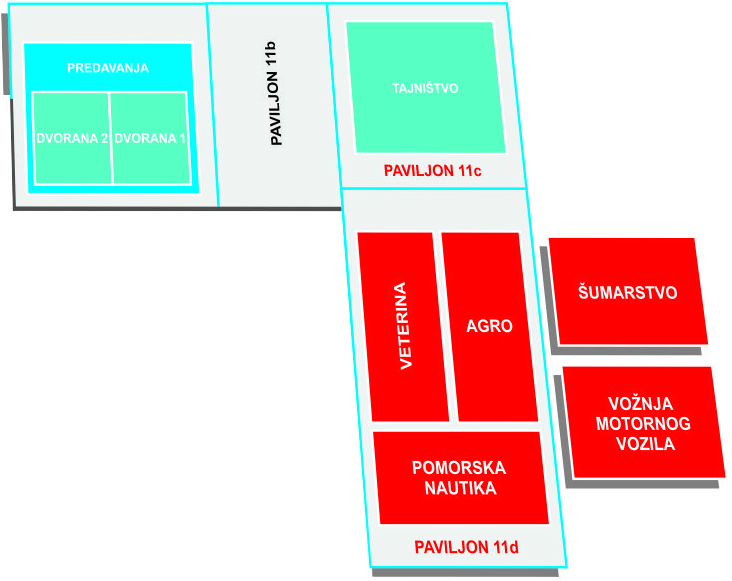 PREDAVANJA
DVORANA 2
DVORANA 1
PAVILJON 11b
TAJNIŠTVO
PAVILJON 11c
VETERINA
AGRO
POMORSKA
NAUTIKA
PAVILJON 11d
ŠUMARSTVO
VOŽNJA
MOTORNOG
VOZILA